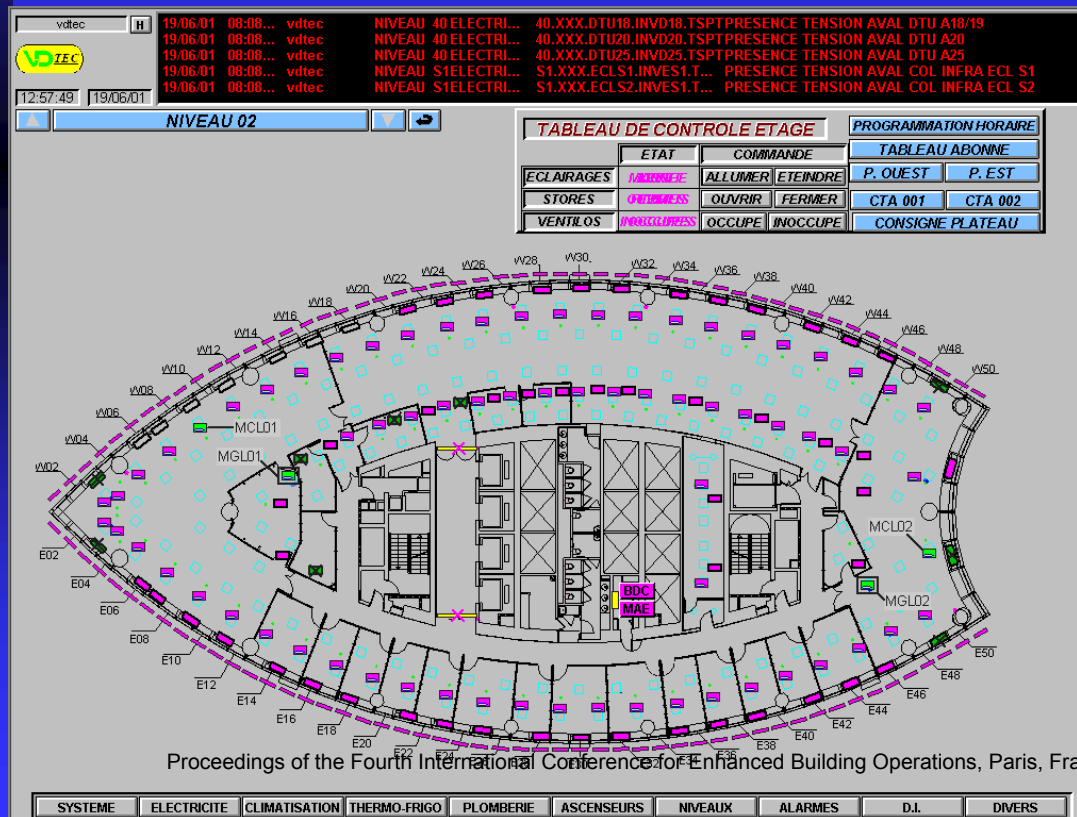 vdtec H
VDTEC
12:57:49 19/06/01
19/06/01 08:08... vdtec NIVEAU 40 ELECTRI... 40.XXX.DTU18.INVD18.TSPT PRESENCE TENSION AVAL DTU A18/19
19/06/01 08:08... vdtec NIVEAU 40 ELECTRI... 40.XXX.DTU20.INVD20.TSPT PRESENCE TENSION AVAL DTU A20
19/06/01 08:08... vdtec NIVEAU 40 ELECTRI... 40.XXX.DTU25.INVD25.TSPT PRESENCE TENSION AVAL DTU A25
19/06/01 08:08... vdtec NIVEAU S1 ELECTRI... S1.XXX.ECLS1.INVES1.T... PRESENCE TENSION AVAL COL INFRA ECL S1
19/06/01 08:08... vdtec NIVEAU S1 ELECTRI... S1.XXX.ECLS2.INVES1.T... PRESENCE TENSION AVAL COL INFRA ECL S2
NIVEAU 02
TABLEAU DE CONTROLE ETAGE
ETAT COMMANDE
ECLAIRAGES ALLUMER ETEINDRE
STORES OUVRIR FERMER
VENTILOS OCCUPE INOCCUPE
PROGRAMMATION HORAIRE
TABLEAU ABONNE
P. OUEST P. EST
CTA 001 CTA 002
CONSIGNE PLATEAU
W02
W04
W06
W08
W10
W12
W14
W16
W18
W20
W22
W24
W26
W28
W30
W32
W34
W36
W38
W40
W42
W44
W46
W48
W50
MCL01
MGL01
MCL02
MGL02
BDC
MAE
E02
E04
E06
E08
E10
E12
E14
E16
E18
E20
E22
E24
E34
E36
E38
E40
E42
E44
E46
E48
E50
Proceedings of the Fourth International Conference for Enhanced Building Operations, Paris, Fra
SYSTEME ELECTRICITE CLIMATISATION THERMO-FRIGO PLOMBERIE ASCENSEURS NIVEAUX ALARMES D.I. DIVERS